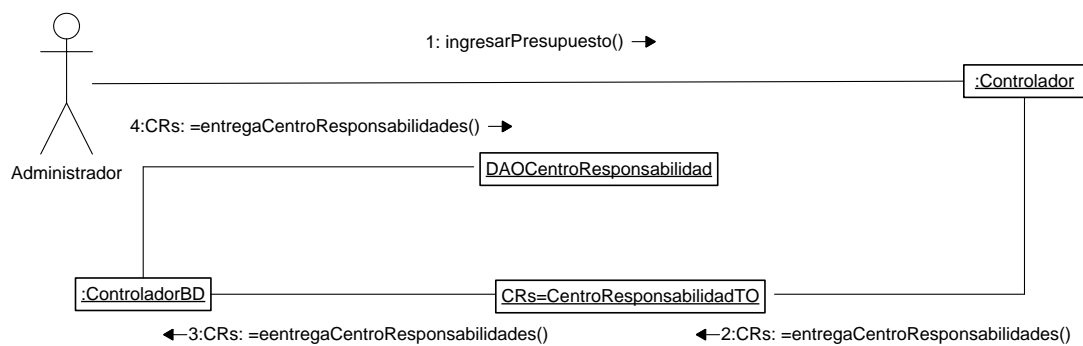 1: ingresarPresupuesto()
:Controlador
4:CRs: =entregaCentroResponsabilidades()
Administrador
DAOCentroResponsabilidad
:ControladorBD
CRs=CentroResponsabilidadTO
3:CRs: =eentregaCentroResponsabilidades()
2:CRs: =entregaCentroResponsabilidades()